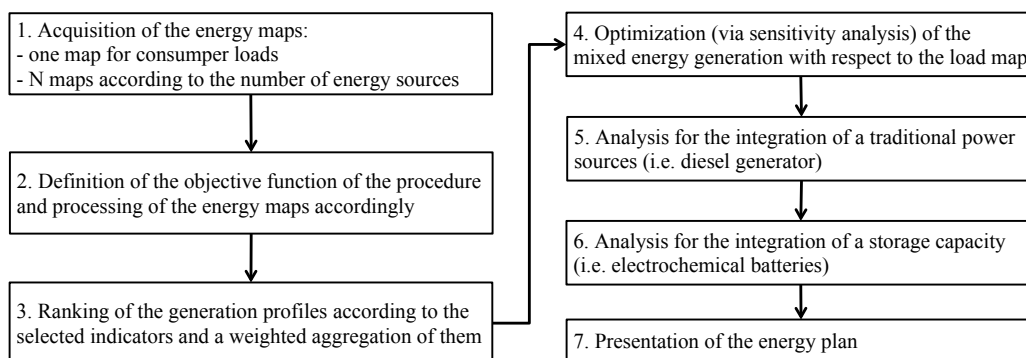 1. Acquisition of the energy maps:
- one map for consumper loads
- N maps according to the number of energy sources
2. Definition of the objective function of the procedure
and processing of the energy maps accordingly
3. Ranking of the generation profiles according to the
selected indicators and a weighted aggregation of them
4. Optimization (via sensitivity analysis) of the
mixed energy generation with respect to the load map
5. Analysis for the integration of a traditional power
sources (i.e. diesel generator)
6. Analysis for the integration of a storage capacity
(i.e. electrochemical batteries)
7. Presentation of the energy plan